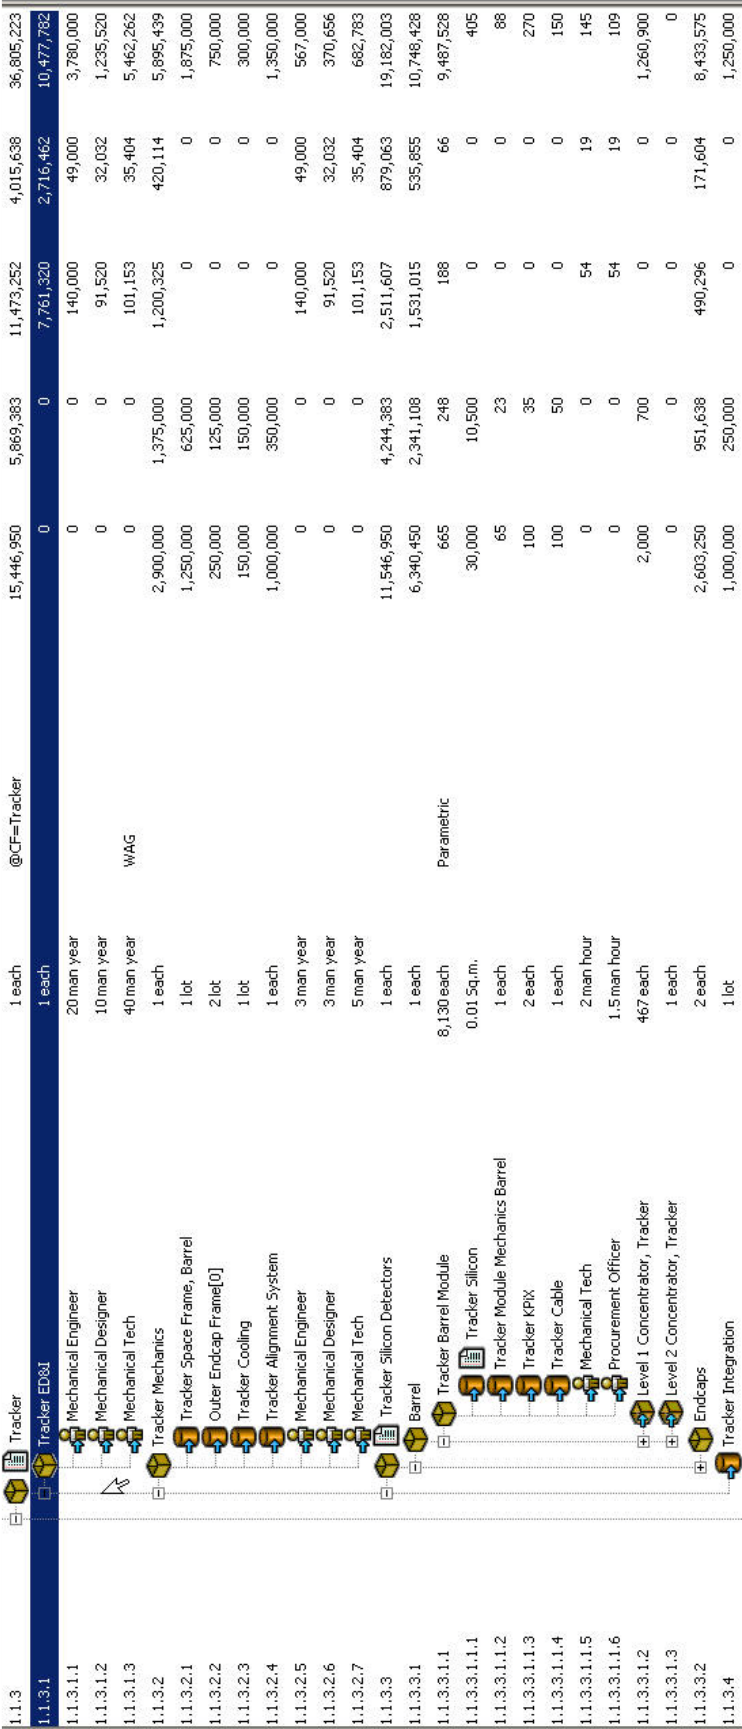 1.1.3 Tracker 1 each @CF=Tracker 15,446,950 5,869,383 11,473,252 4,015,638 36,805,223
1.1.3.1 Tracker ED&I 1 each 0 0 7,761,320 2,716,462 10,477,782
1.1.3.1.1 Mechanical Engineer 20 man year 0 0 140,000 49,000 3,780,000
1.1.3.1.2 Mechanical Designer 10 man year 0 0 91,520 32,032 1,235,520
1.1.3.1.3 Mechanical Tech 40 man year WAG 0 0 101,153 35,404 5,462,262
1.1.3.2 Tracker Mechanics 1 each 2,900,000 1,375,000 1,200,325 420,114 5,895,439
1.1.3.2.1 Tracker Space Frame, Barrel 1 lot 1,250,000 625,000 0 0 1,875,000
1.1.3.2.2 Outer Endcap Frame[0] 2 lot 250,000 125,000 0 0 750,000
1.1.3.2.3 Tracker Cooling 1 lot 150,000 150,000 0 0 300,000
1.1.3.2.4 Tracker Alignment System 1 each 1,000,000 350,000 0 0 1,350,000
1.1.3.2.5 Mechanical Engineer 3 man year 0 0 140,000 49,000 567,000
1.1.3.2.6 Mechanical Designer 3 man year 0 0 91,520 32,032 370,656
1.1.3.2.7 Mechanical Tech 5 man year 0 0 101,153 35,404 682,783
1.1.3.3 Tracker Silicon Detectors 1 each 11,546,950 4,244,383 2,511,607 879,063 19,182,003
1.1.3.3.1 Barrel 1 each 6,340,450 2,341,108 1,531,015 535,855 10,748,428
1.1.3.3.1.1 Tracker Barrel Module 8,130 each Parametric 665 248 188 66 9,487,528
1.1.3.3.1.1.1 Tracker Silicon 0.01 Sq.m. 30,000 10,500 0 0 405
1.1.3.3.1.1.2 Tracker Module Mechanics Barrel 1 each 65 23 0 0 88
1.1.3.3.1.1.3 Tracker KPiX 2 each 100 35 0 0 270
1.1.3.3.1.1.4 Tracker Cable 1 each 100 50 0 0 150
1.1.3.3.1.1.5 Mechanical Tech 2 man hour 0 0 54 19 145
1.1.3.3.1.1.6 Procurement Officer 1.5 man hour 0 0 54 19 109
1.1.3.3.1.2 Level 1 Concentrator, Tracker 467 each 2,000 700 0 0 1,260,900
1.1.3.3.1.3 Level 2 Concentrator, Tracker 1 each 0 0 0 0 0
1.1.3.3.2 Endcaps 2 each 2,603,250 951,638 490,296 171,604 8,433,575
1.1.3.4 Tracker Integration 1 lot 1,000,000 250,000 0 0 1,250,000